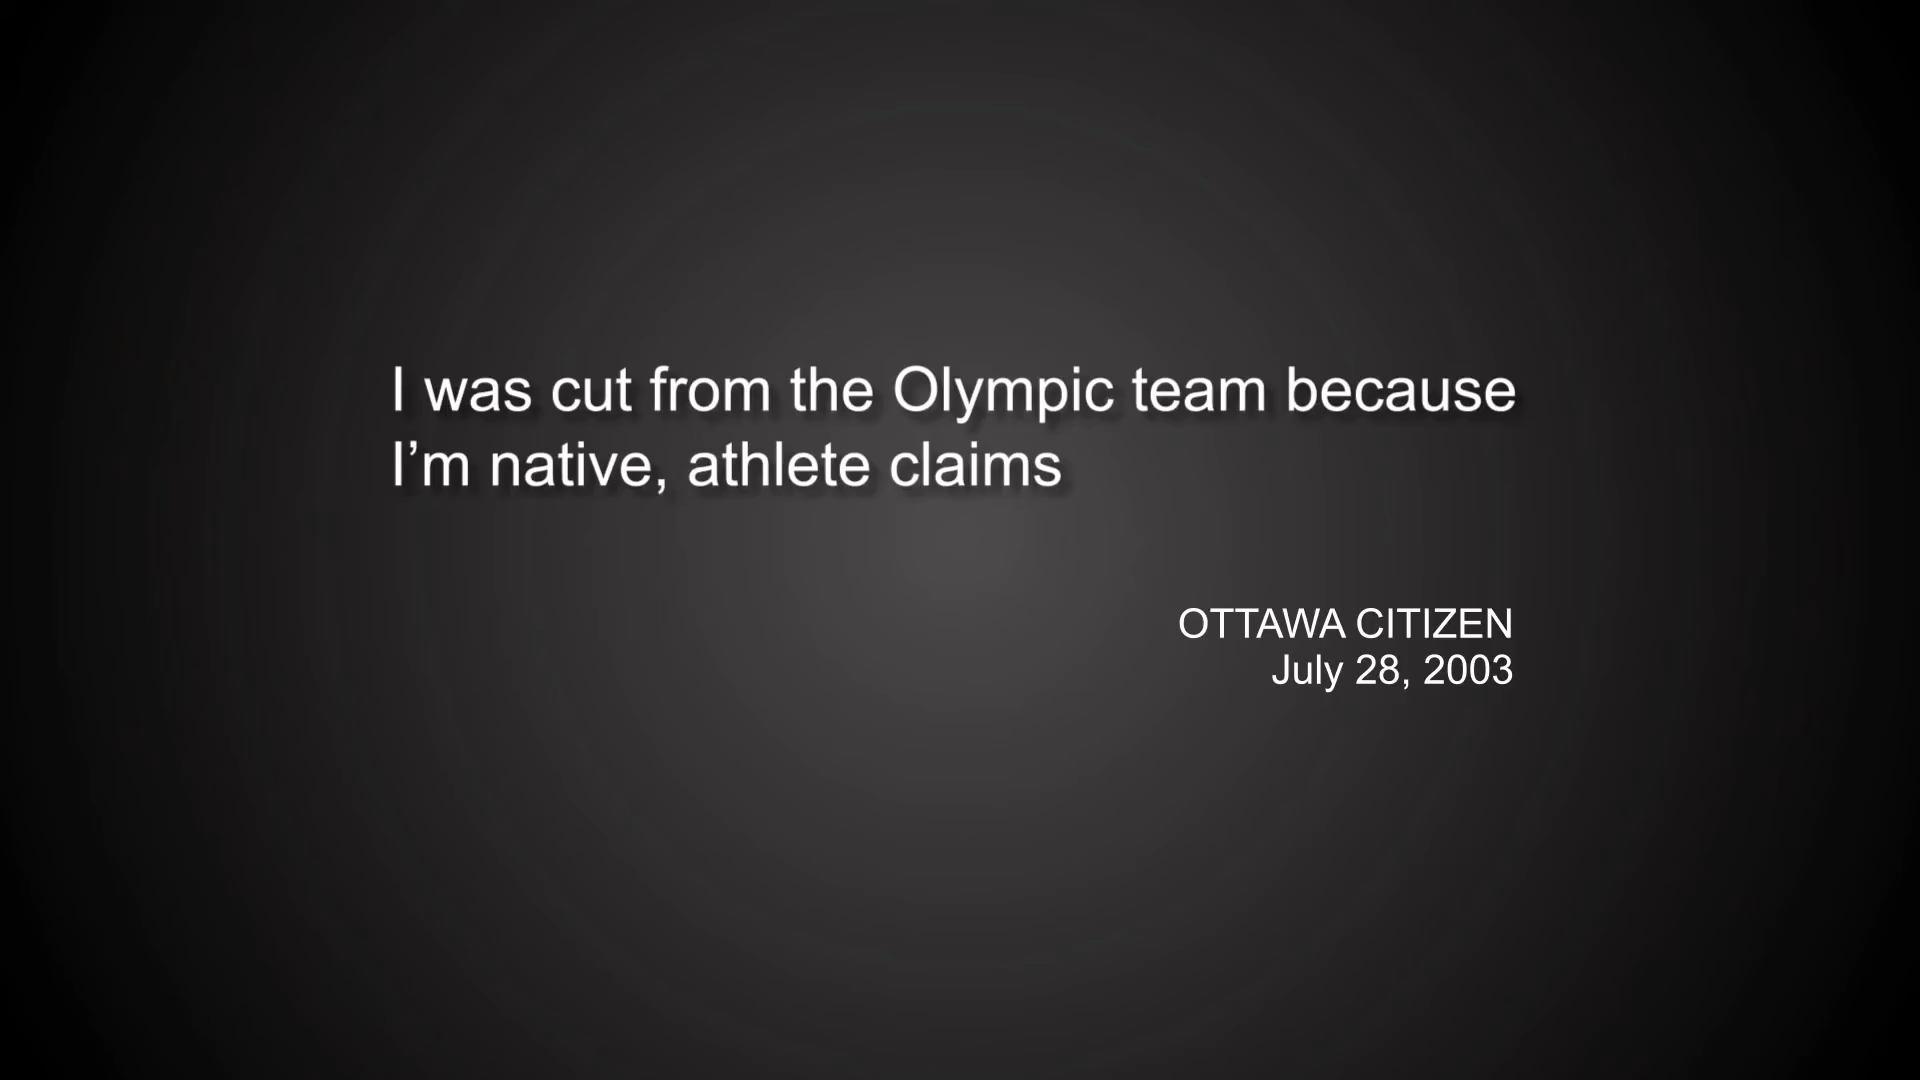 I was cut from the Olympic team because
I’m native, athlete claims
OTTAWA CITIZEN
July 28, 2003